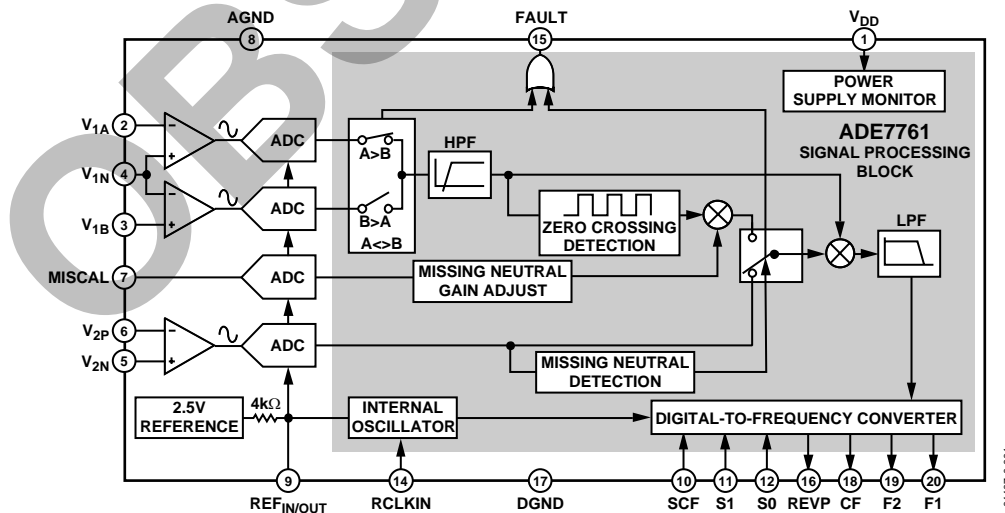 AGND
FAULT
VDD
8
15
1
POWER
SUPPLY MONITOR
V1A 2
ADC
A>B
HPF
ADE7761
SIGNAL PROCESSING
BLOCK
V1N 4
V1B 3
ADC
B>A
A<>B
ZERO CROSSING
DETECTION
LPF
MISCAL 7
ADC
MISSING NEUTRAL
GAIN ADJUST
V2P 6
V2N 5
ADC
MISSING NEUTRAL
DETECTION
2.5V
REFERENCE
4kΩ
INTERNAL
OSCILLATOR
DIGITAL-TO-FREQUENCY CONVERTER
9
14
17
10
11
12
16
18
19
20
REFIN/OUT
RCLKIN
DGND
SCF
S1
S0
REVP
CF
F2
F1
− + − + − +
OBS